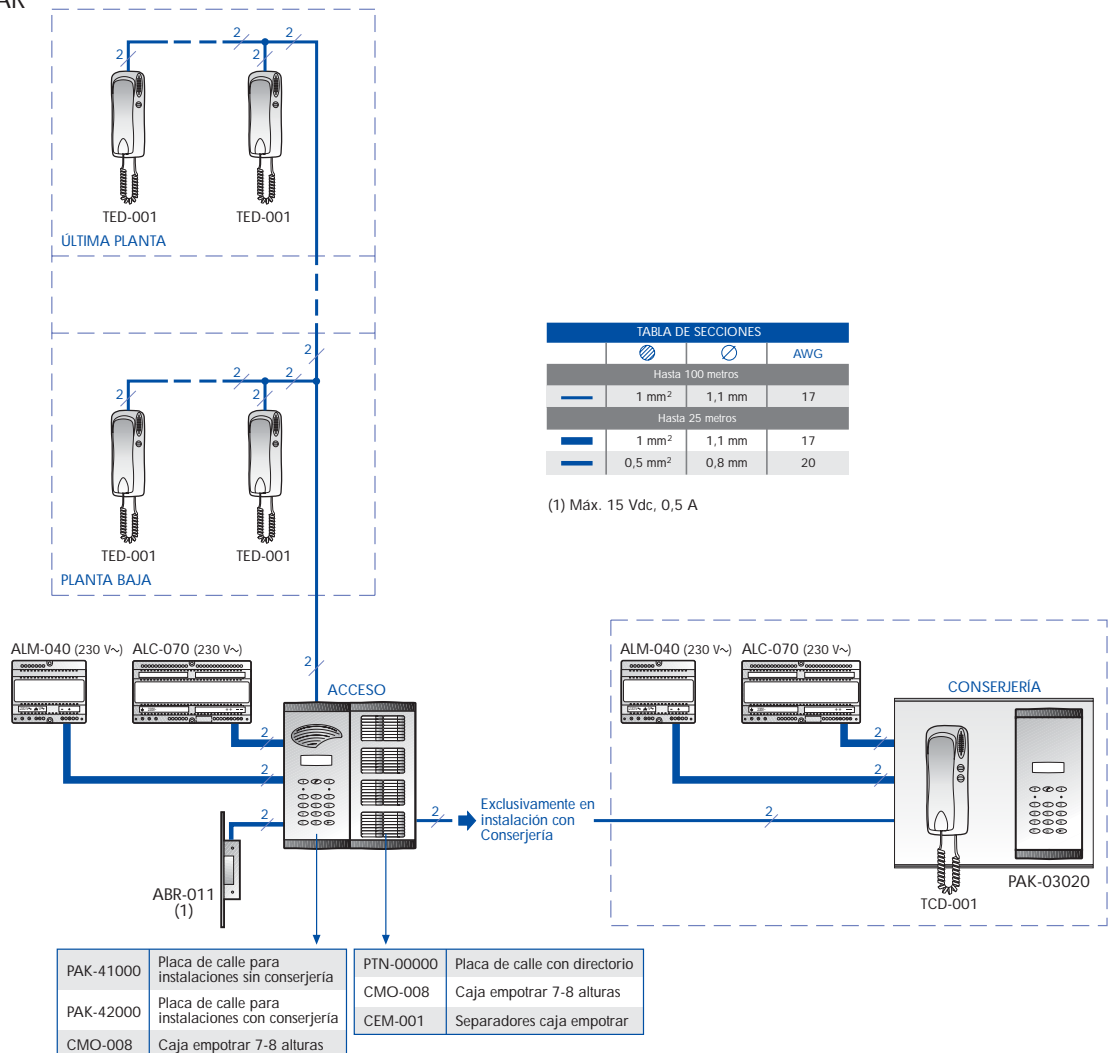 AR
2 2
2 2
TED-001 TED-001
ÚLTIMA PLANTA
2
2 2
2 2
TED-001 TED-001
PLANTA BAJA
TABLA DE SECCIONES
AWG
Hasta 100 metros
1 mm² 1,1 mm 17
Hasta 25 metros
1 mm² 1,1 mm 17
0,5 mm² 0,8 mm 20
(1) Máx. 15 Vdc, 0,5 A
ALM-040 (230 V~) ALC-070 (230 V~)
2
ACCESO
2
2
2
2
ABR-011
(1)
Exclusivamente en
instalación con
Conserjería
ALM-040 (230 V~) ALC-070 (230 V~)
CONSERJERÍA
2
2
2
PAK-03020
TCD-001
PAK-41000 Placa de calle para
instalaciones sin conserjería
PAK-42000 Placa de calle para
instalaciones con conserjería
CMO-008 Caja empotrar 7-8 alturas
PTN-00000 Placa de calle con directorio
CMO-008 Caja empotrar 7-8 alturas
CEM-001 Separadores caja empotrar